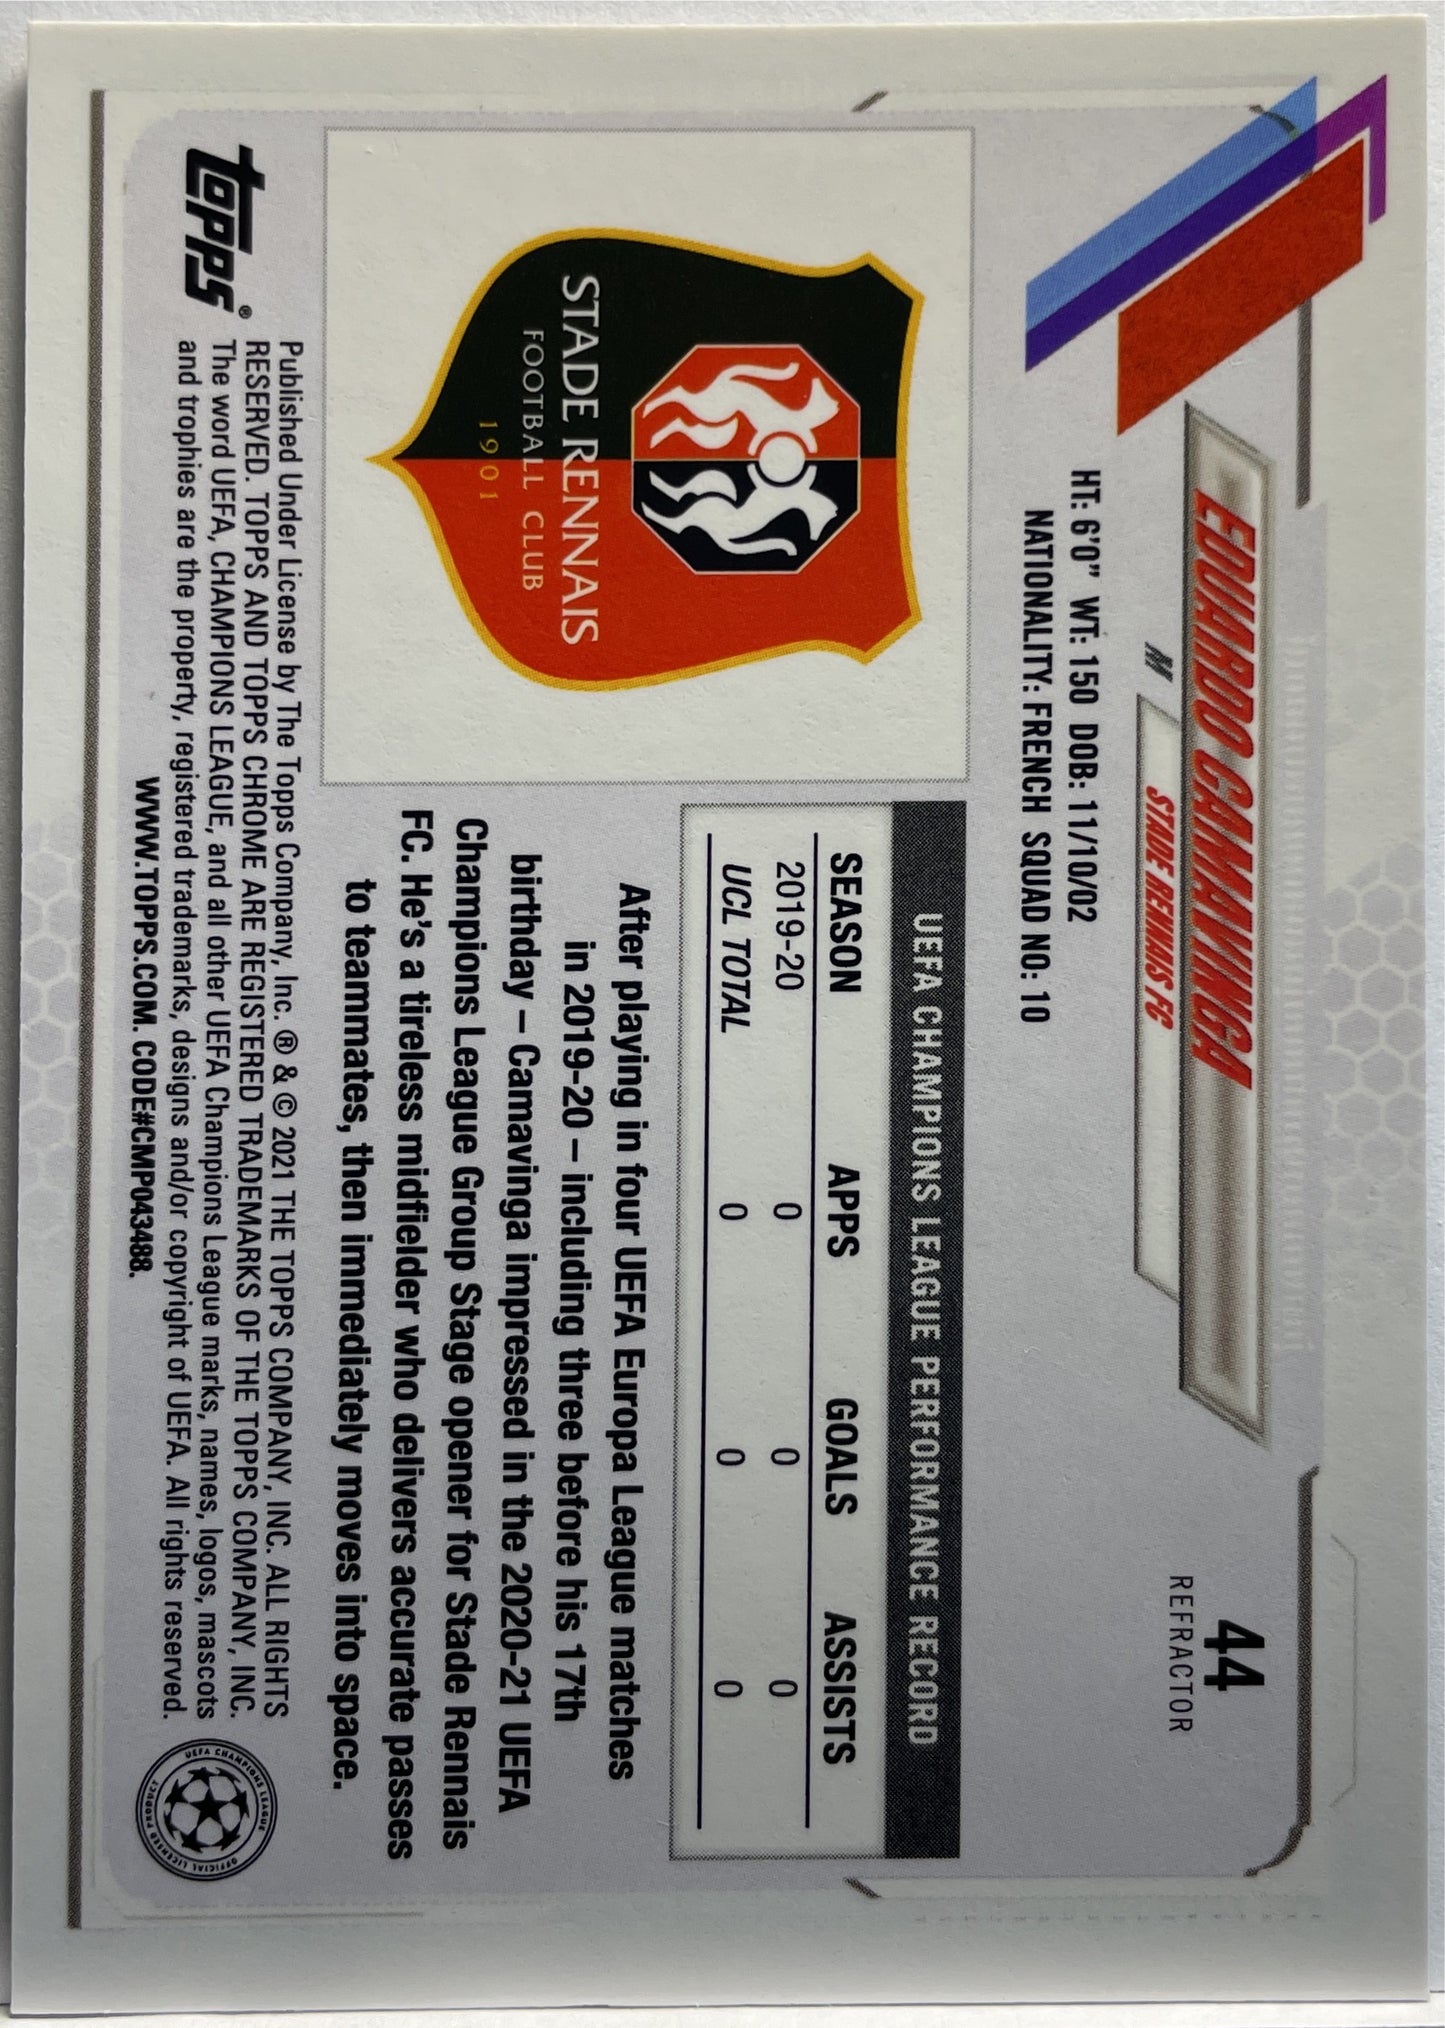 44
REFRACTOR
EDUARDO CAMAVINGA
M STADE RENNAIS FC
HT: 6'0" WT: 150 DOB: 11/10/02
NATIONALITY: FRENCH SQUAD NO: 10
STADE RENNAIS
FOOTBALL CLUB
1901
UEFA CHAMPIONS LEAGUE PERFORMANCE RECORD
SEASON APPS GOALS ASSISTS
2019-20 0 0 0
UCL TOTAL 0 0 0
After playing in four UEFA Europa League matches
in 2019-20 – including three before his 17th
birthday – Camavinga impressed in the 2020-21 UEFA
Champions League Group Stage opener for Stade Rennais
FC. He's a tireless midfielder who delivers accurate passes
to teammates, then immediately moves into space.
topps®
Published Under License by The Topps Company, Inc. ® & © 2021 THE TOPPS COMPANY, INC. ALL RIGHTS
RESERVED. TOPPS AND TOPPS CHROME ARE REGISTERED TRADEMARKS OF THE TOPPS COMPANY, INC.
The word UEFA, CHAMPIONS LEAGUE, and all other UEFA Champions League marks, names, logos, mascots
and trophies are the property, registered trademarks, designs and/or copyright of UEFA. All rights reserved.
WWW.TOPPS.COM. CODE#CMP043488.
UEFA CHAMPIONS LEAGUE
OFFICIAL LICENSED PRODUCT